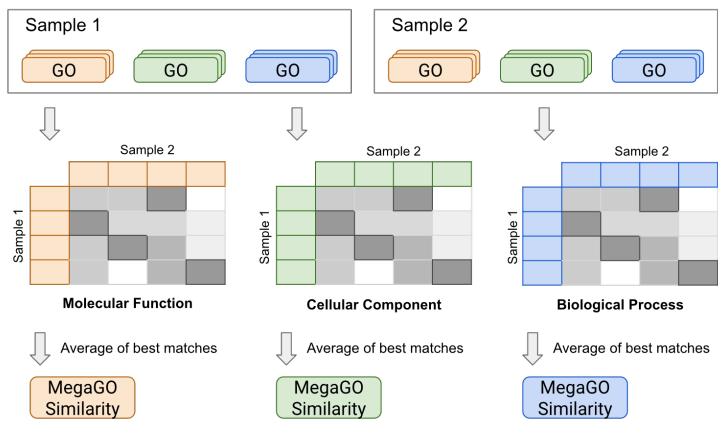 Sample 1
GO
GO
GO
Sample 2
GO
GO
GO
Sample 2
Sample 1
Molecular Function
Sample 2
Sample 1
Cellular Component
Sample 2
Sample 1
Biological Process
Average of best matches
Average of best matches
Average of best matches
MegaGO
Similarity
MegaGO
Similarity
MegaGO
Similarity